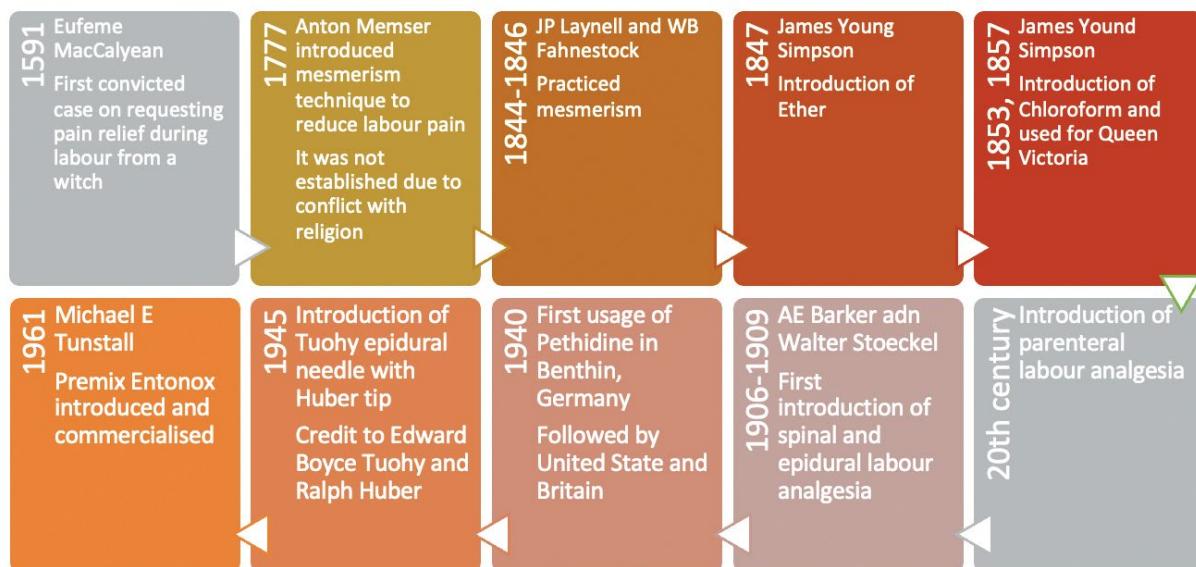 1591
Eufeme
MacCalyean
First convicted
case on requesting
pain relief during
labour from a
witch
1777
Anton Memser
introduced
mesmerism
technique to
reduce labour pain
It was not
established due to
conflict with
religion
1844-1846
JP Laynell and WB
Fahnestock
Practiced
mesmerism
1847
James Young
Simpson
Introduction of
Ether
1853, 1857
James Yound
Simpson
Introduction of
Chloroform and
used for Queen
Victoria
20th century
Introduction of
parenteral
labour analgesia
1906-1909
AE Barker adn
Walter Stoeckel
First
introduction of
spinal and
epidural labour
analgesia
1940
First usage of
Pethidine in
Benthin,
Germany
Followed by
United State and
Britain
1945
Introduction of
Tuohy epidural
needle with
Huber tip
Credit to Edward
Boyce Tuohy and
Ralph Huber
1961
Michael E
Tunstall
Premix Entonox
introduced and
commercialised